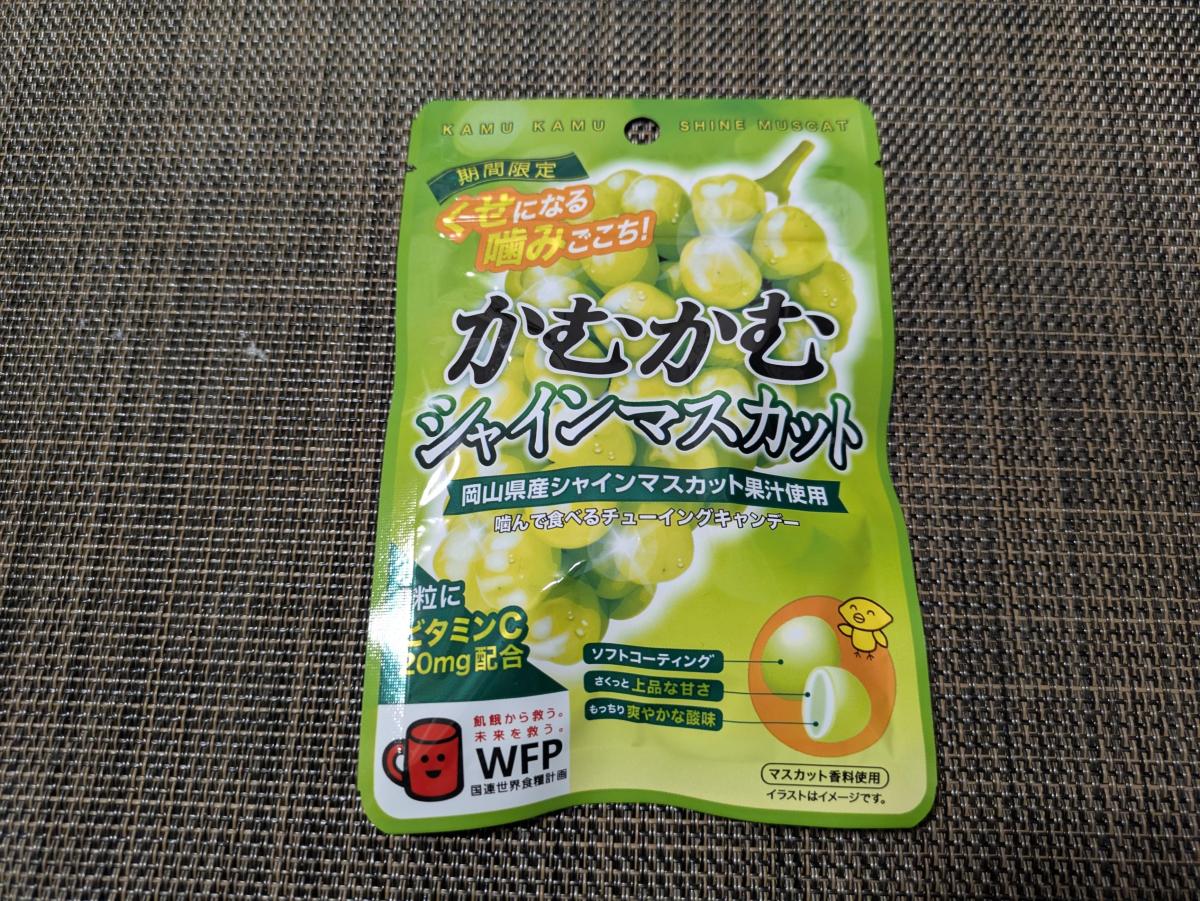 KAMU KAMU SHINE MUSCAT
期間限定
くせになる
噛みごこち!
かむかむ
シャインマスカット
岡山県産シャインマスカット果汁使用
噛んで食べるチューイングキャンデー
粒に
ビタミンC
20mg配合
ソフトコーティング
さくっと上品な甘さ
もっちり爽やかな酸味
飢餓から救う。
未来を救う。
WFP
国連世界食糧計画
マスカット香料使用
イラストはイメージです。